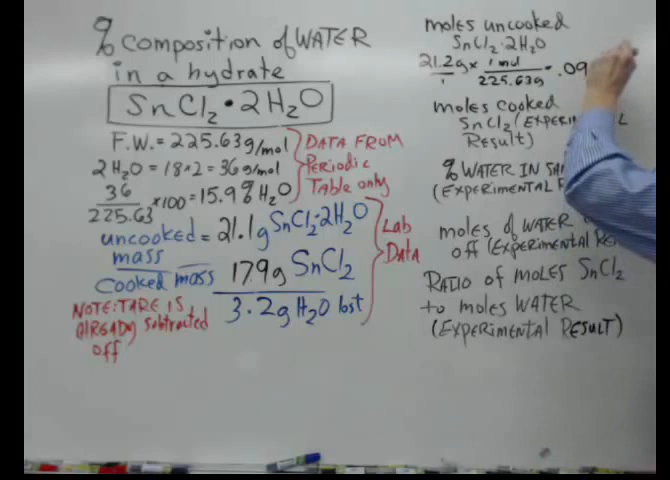 % COMPOSITION OF WATER
in a hydrate
SnCl₂•2H₂O
F.W.=225.63g/mol
2H₂O=18×2=36g/mol
36/225.63 ×100=15.9%H₂O
DATA FROM
Periodic
Table only
uncooked = 21.1g SnCl₂·2H₂O
mass
cooked mass 17.9g SnCl₂
3.2g H₂O lost
Lab
DATA
NOTE:TARE IS
AlREADY subtracted
off
moles uncooked
SnCl₂·2H₂O
21.2g/1 × 1 mol/225.63g = .09
moles cooked
SnCl₂(EXPERIM L
Result)
% WATER IN
(EXPERIMENTAL
moles of WATER
off (Experimental
RATIO of moles SnCl₂
to moles WATER
(EXPERIMENTAL RESULT)